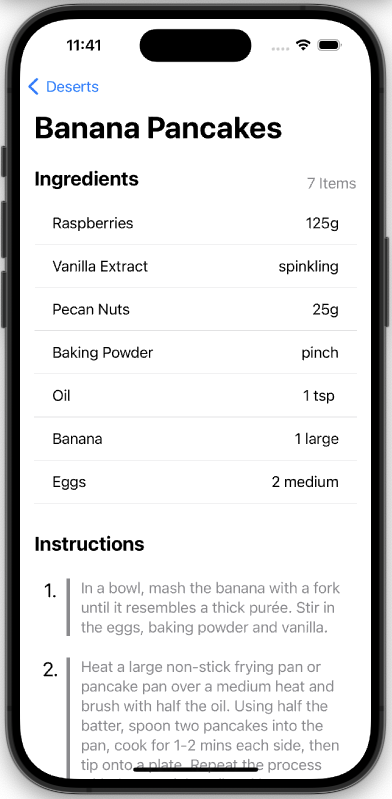 11:41
Deserts
Banana Pancakes
Ingredients 7 Items
Raspberries 125g
Vanilla Extract spinkling
Pecan Nuts 25g
Baking Powder pinch
Oil 1 tsp
Banana 1 large
Eggs 2 medium
Instructions
1. In a bowl, mash the banana with a fork
until it resembles a thick purée. Stir in
the eggs, baking powder and vanilla.
2. Heat a large non-stick frying pan or
pancake pan over a medium heat and
brush with half the oil. Using half the
batter, spoon two pancakes into the
pan, cook for 1-2 mins each side, then
tip onto a plate. Repeat the process